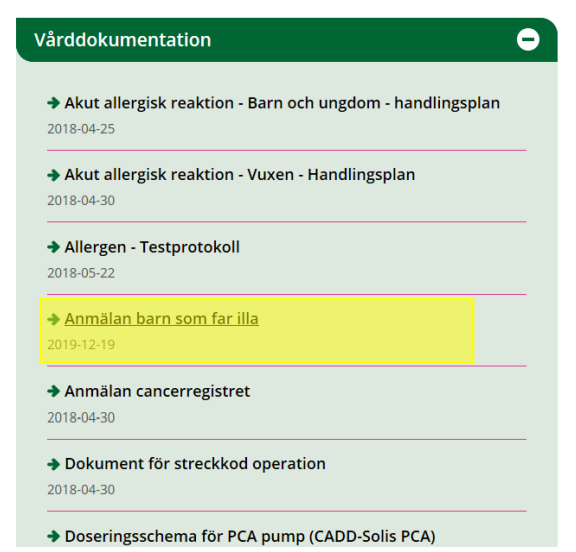 Vårddokumentation
Akut allergisk reaktion - Barn och ungdom - handlingsplan
2018-04-25
Akut allergisk reaktion - Vuxen - Handlingsplan
2018-04-30
Allergen - Testprotokoll
2018-05-22
Anmälan barn som far illa
2019-12-19
Anmälan cancerregistret
2018-04-30
Dokument för streckkod operation
2018-04-30
Doseringsschema för PCA pump (CADD-Solis PCA)